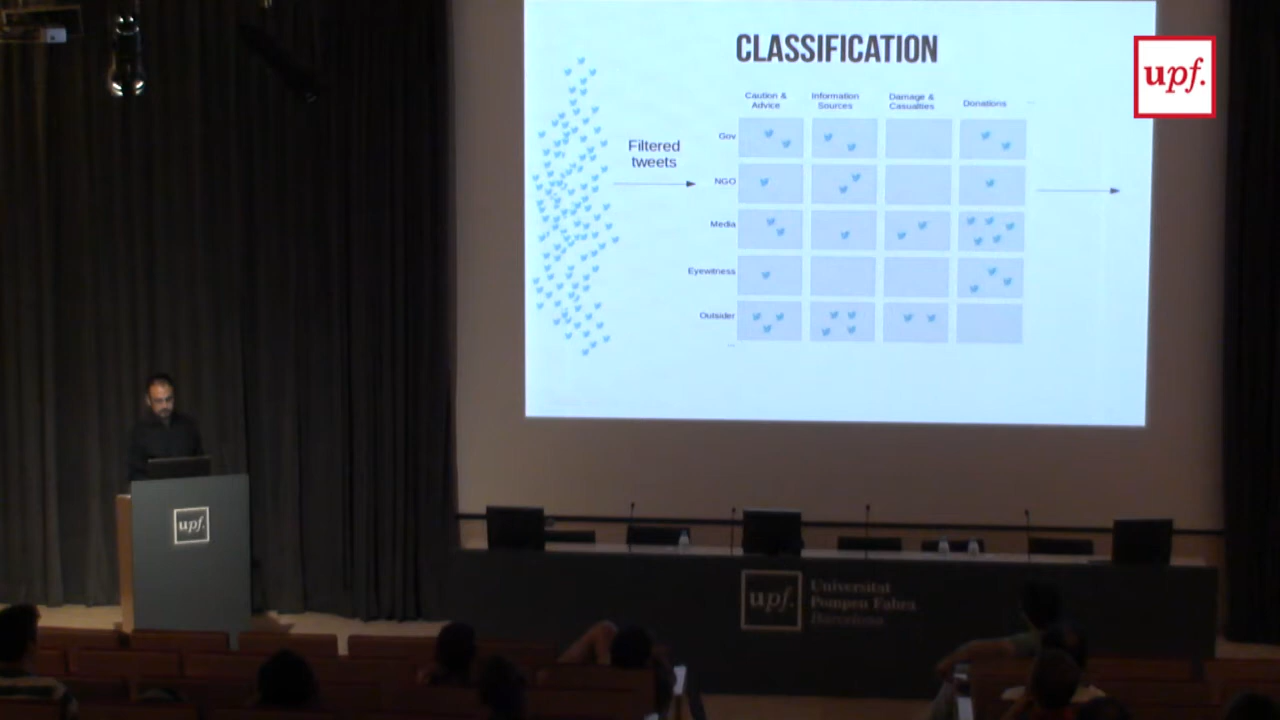 CLASSIFICATION
upf.
Caution &
Advice
Information
Sources
Damage &
Casualties
Donations
Filtered
tweets
Gov
NGO
Media
Eyewitness
Outsider
upf.
upf.
Universitat
Pompeu Fabra
Barcelona